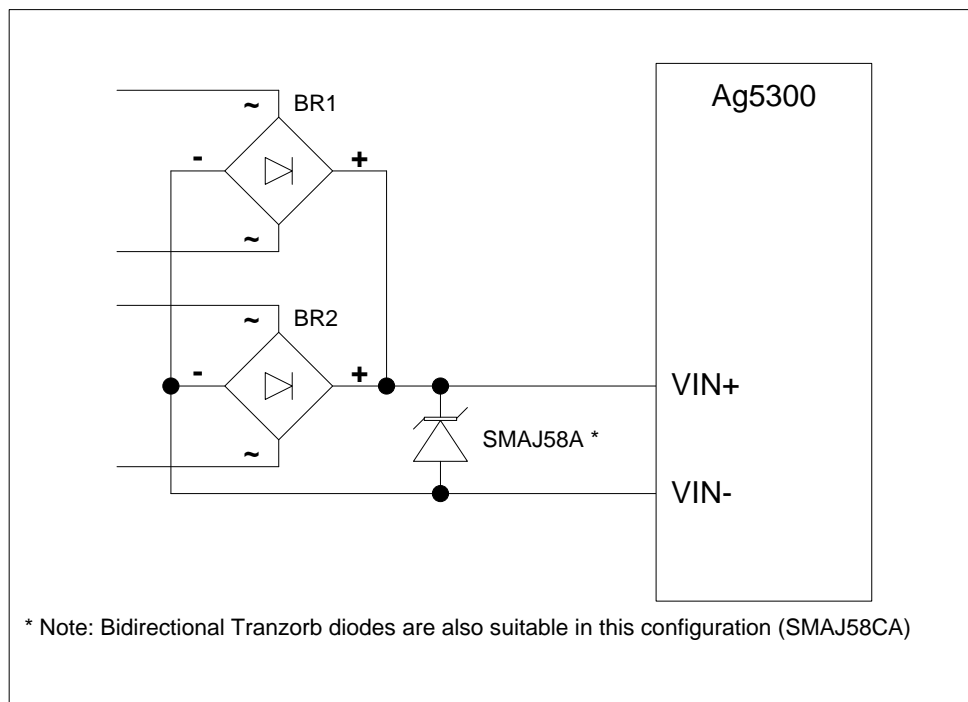 Ag5300
~ BR1
- +
~
~ BR2
- +
~
VIN+
SMAJ58A *
VIN-
* Note: Bidirectional Tranzorb diodes are also suitable in this configuration (SMAJ58CA)